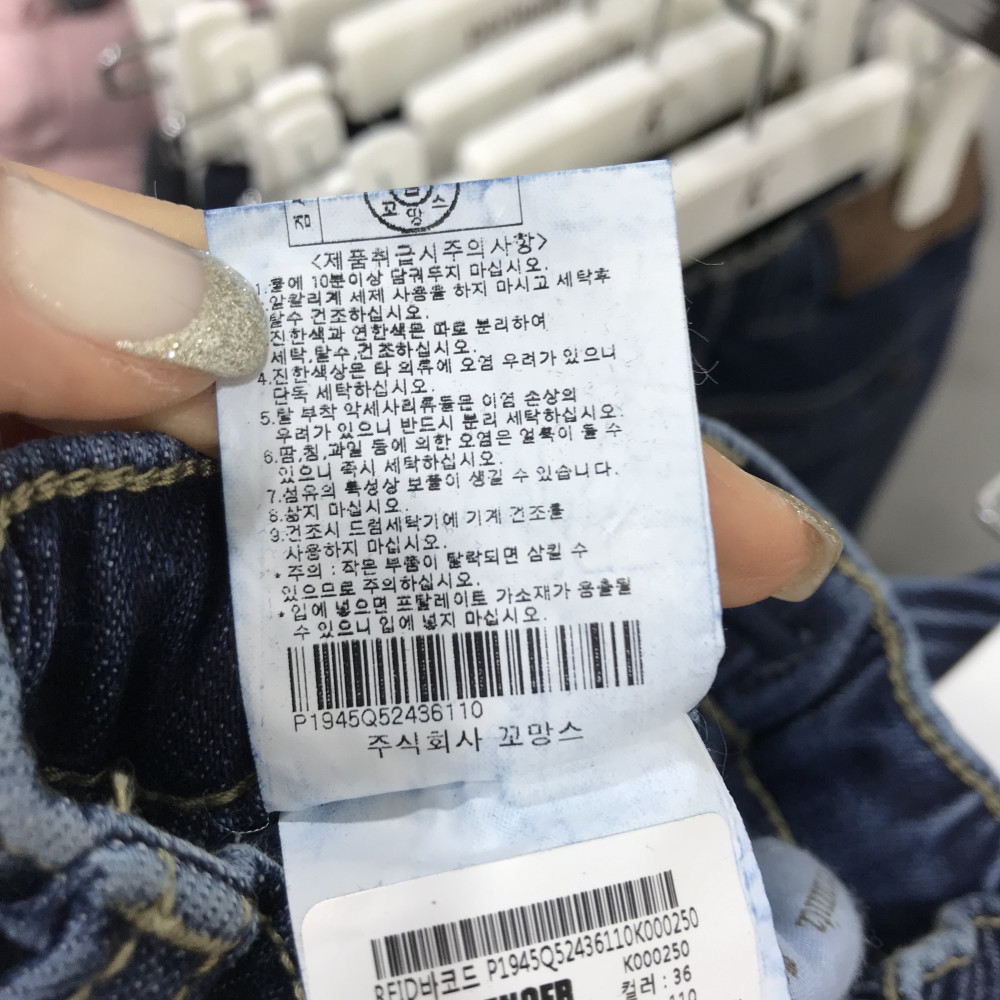 점
꼬망스
<제품취급시주의사항>
1.물에 10분이상 담궈두지 마십시오.
알칼리계 세제 사용을 하지 마시고 세탁후
탈수 건조하십시오.
진한색과 연한색은 따로 분리하여
세탁,탈수,건조하십시오.
4.진한색상은 타 의류에 오염 우려가 있으니
단독 세탁하십시오.
5.탈 부착 악세사리류들은 이염 손상의
우려가 있으니 반드시 분리 세탁하십시오.
6.땀,침,과일 등에 의한 오염은 얼룩이 될 수
있으니 즉시 세탁하십시오.
7.섬유의 특성상 보풀이 생길 수 있습니다.
8.삶지 마십시오.
9.건조시 드럼세탁기에 기계 건조를
사용하지 마십시오.
*주의 : 작은 부품이 탈락되면 삼킬 수
있으므로 주의하십시오.
*입에 넣으면 프탈레이트 가소재가 용출될
수 있으니 입에 넣지 마십시오.
P1945Q52436110
주식회사 꼬망스
RFID바코드 P1945Q52436110K000250
K000250
컬러 : 36
110